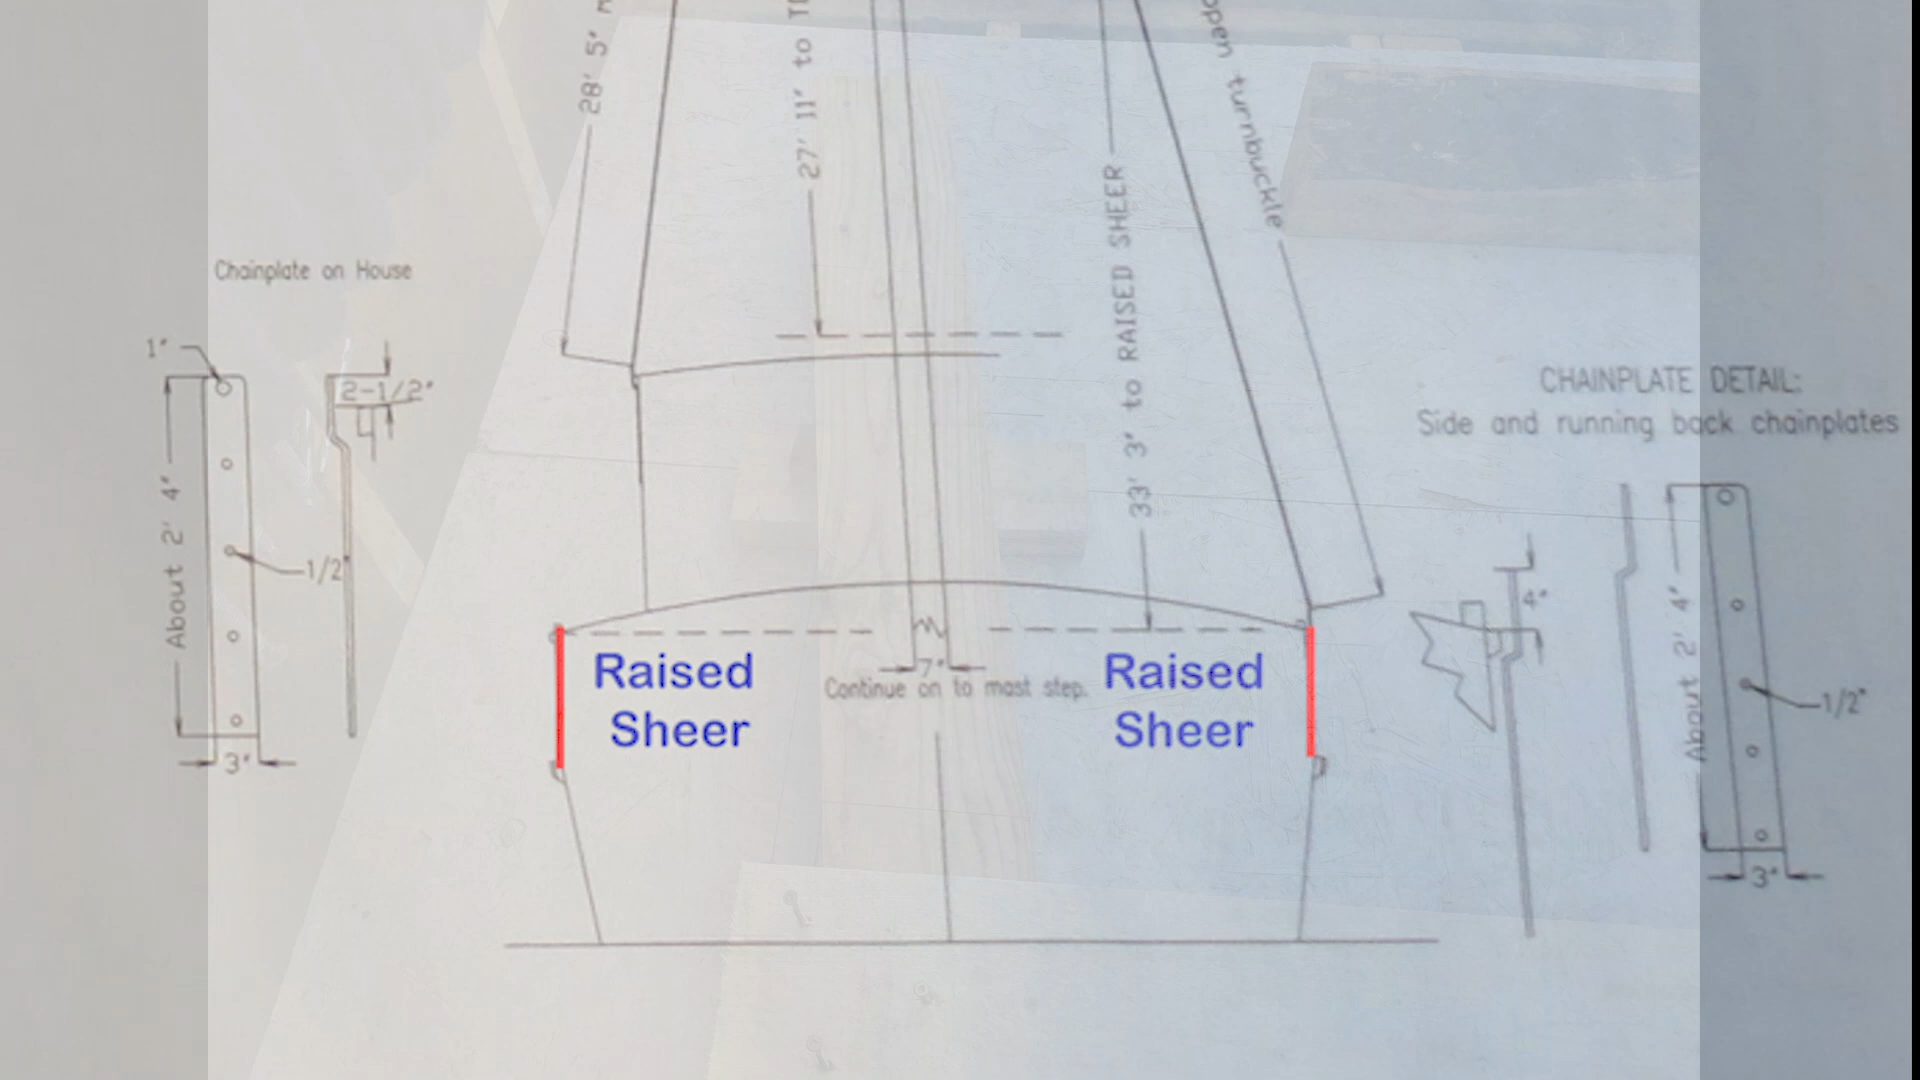 28' 5"
27' 11" to
33' 3" to RAISED SHEER
open turnbuckle
Chainplate on House
1"
2-1/2"
About 2' 4"
1/2"
3"
CHAINPLATE DETAIL:
Side and running back chainplates
4"
About 2' 4"
1/2"
3"
7"
Continue on to mast step.
Raised
Sheer
Raised
Sheer